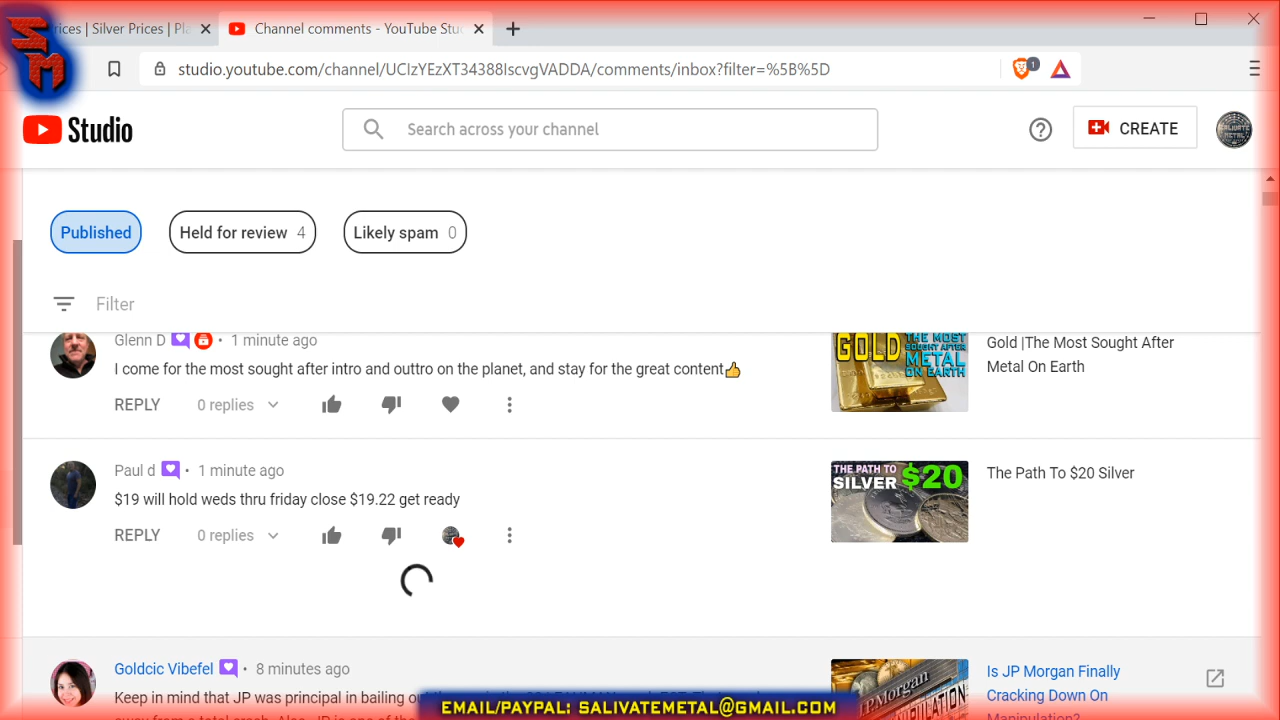 SM
rices | Silver Prices | Pla
Channel comments - YouTube Stu
studio.youtube.com/channel/UCIzYEzXT34388IscvgVADDA/comments/inbox?filter=%5B%5D
1
Studio
Search across your channel
CREATE
SALIVATE
METAL
Published
Held for review 4
Likely spam 0
Filter
Glenn D • 1 minute ago
I come for the most sought after intro and outtro on the planet, and stay for the great content👍
REPLY 0 replies
GOLD THE MOST
SOUGHT AFTER
METAL
ON EARTH
Gold |The Most Sought After
Metal On Earth
Paul d • 1 minute ago
$19 will hold weds thru friday close $19.22 get ready
REPLY 0 replies
THE PATH TO
SILVER $20
The Path To $20 Silver
Goldcic Vibefel • 8 minutes ago
Keep in mind that JP was principal in bailing ou
J.P.Morgan
Is JP Morgan Finally
Cracking Down On
Manipulation?
EMAIL/PAYPAL: SALIVATEMETAL@GMAIL.COM